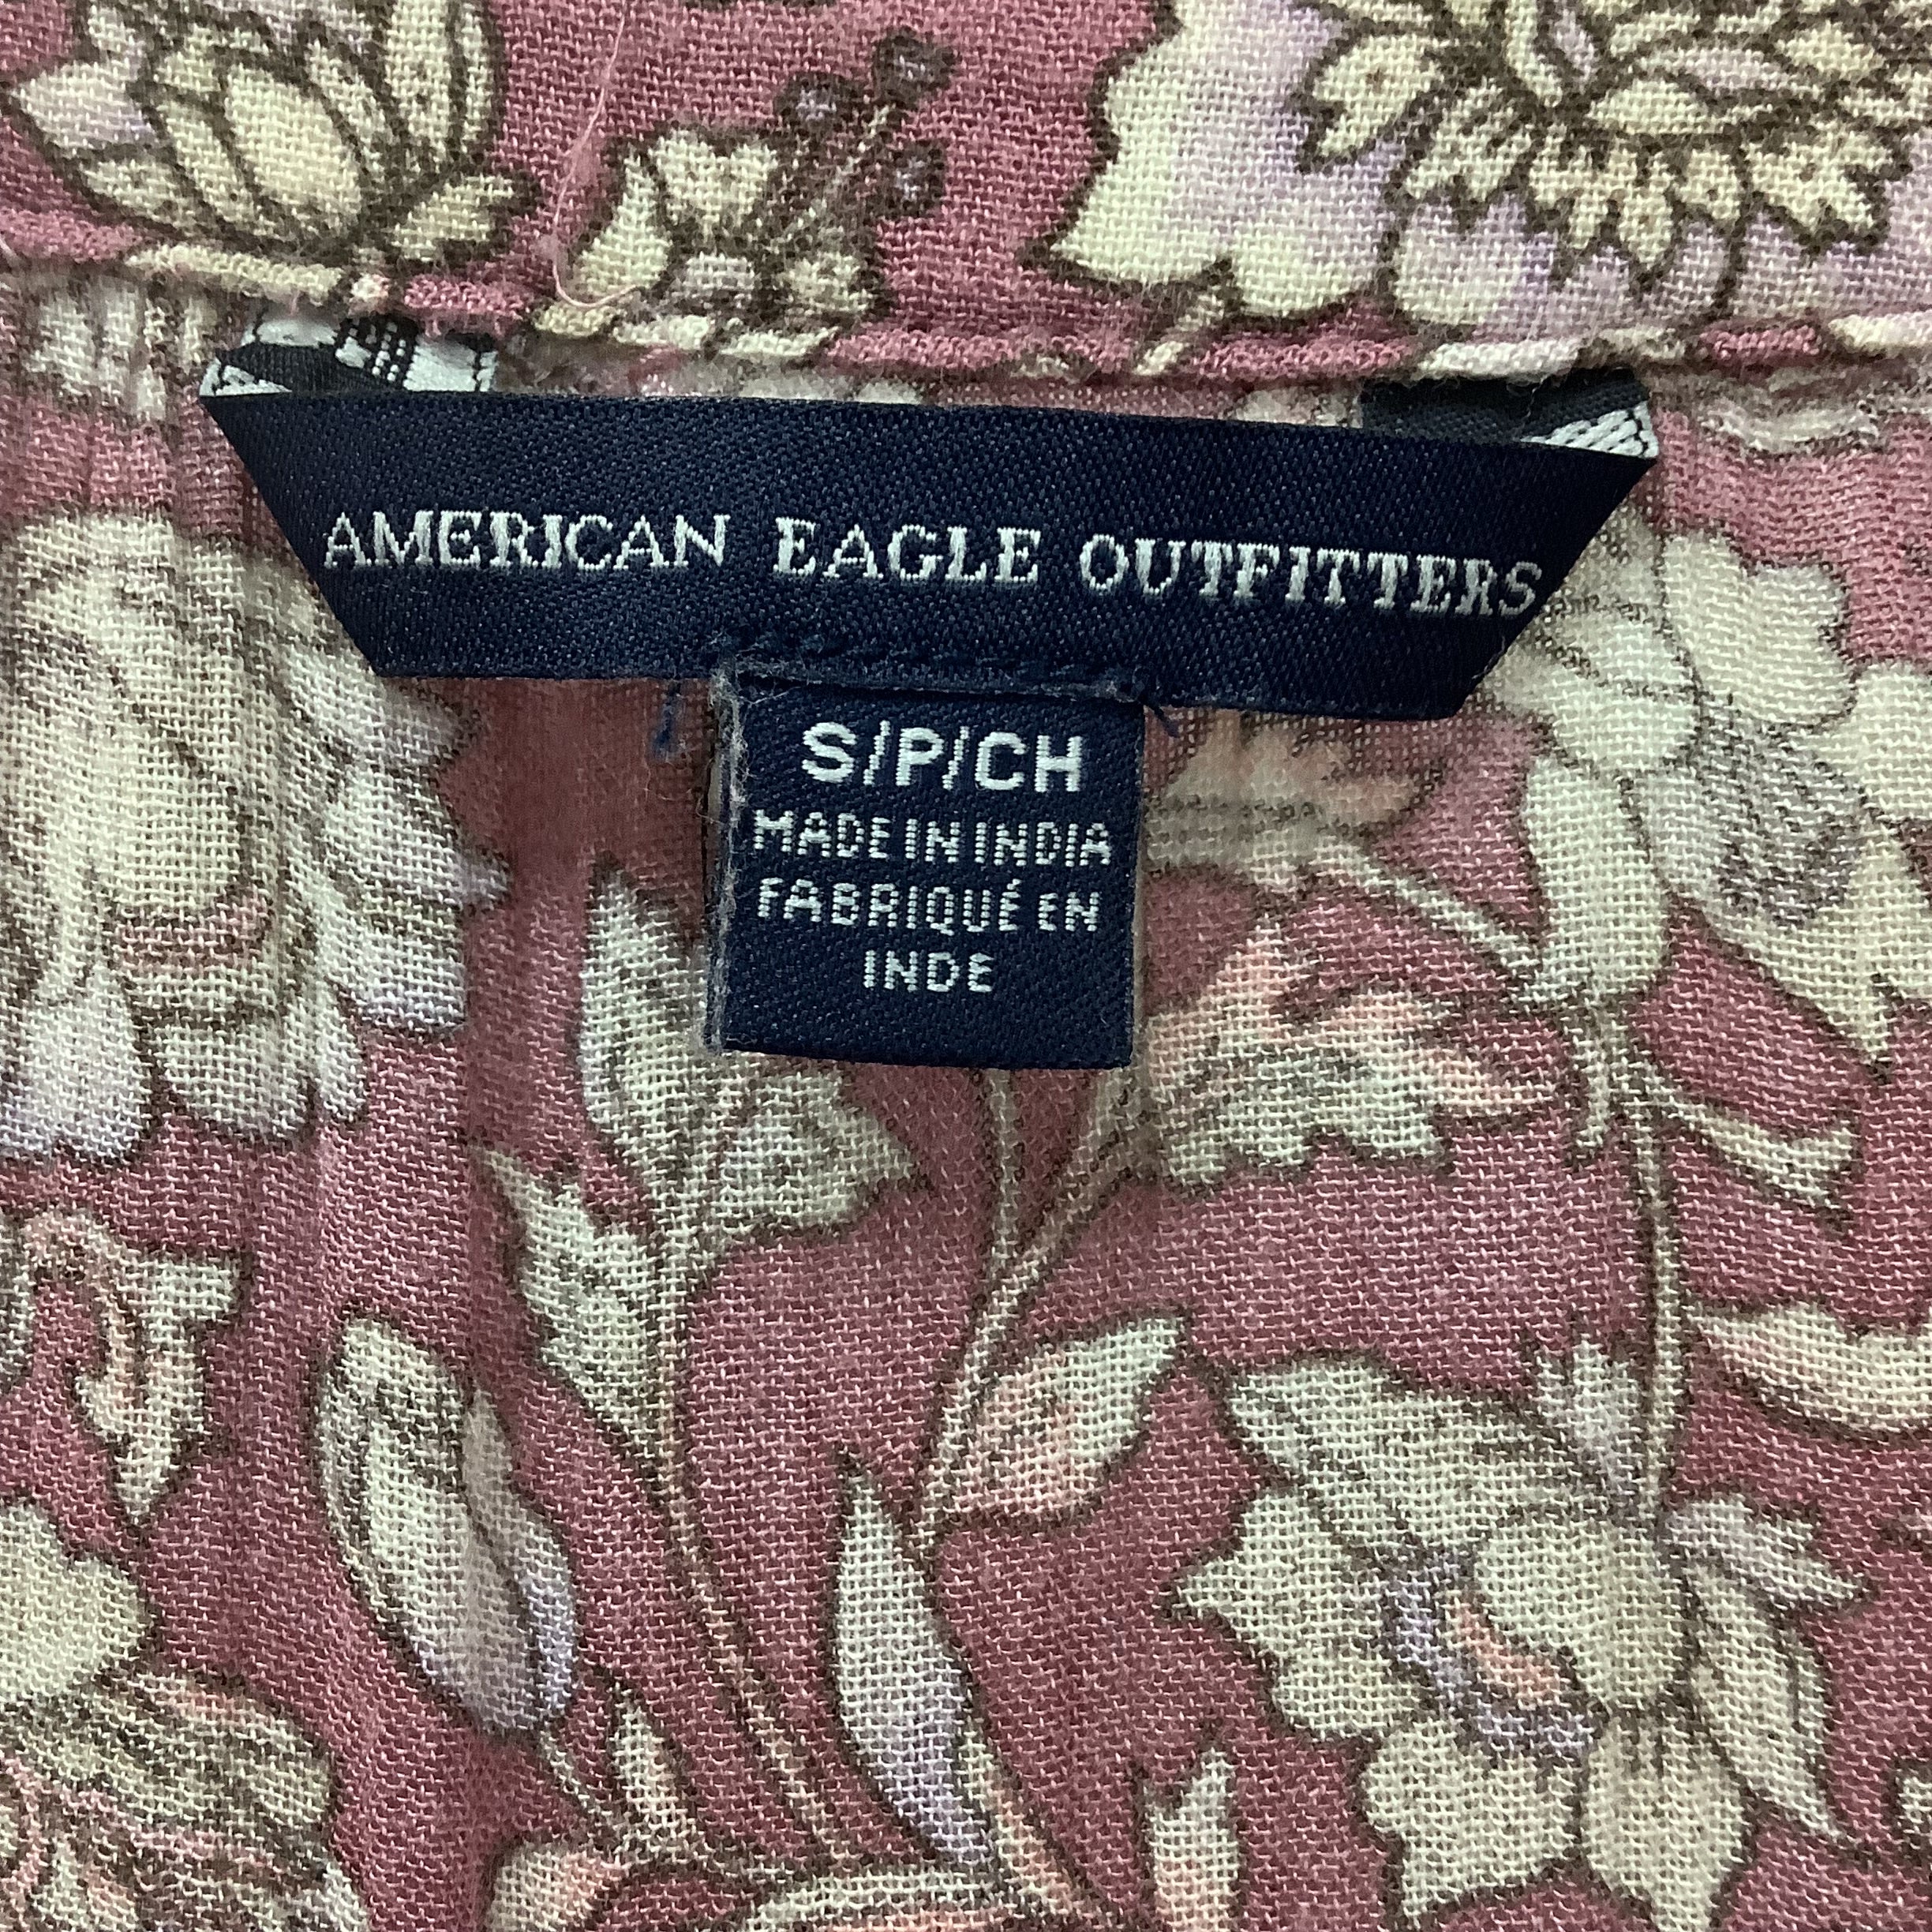 AMERICAN EAGLE OUTFITTERS
S/P/CH
MADE IN INDIA
FABRIQUÉ EN
INDE